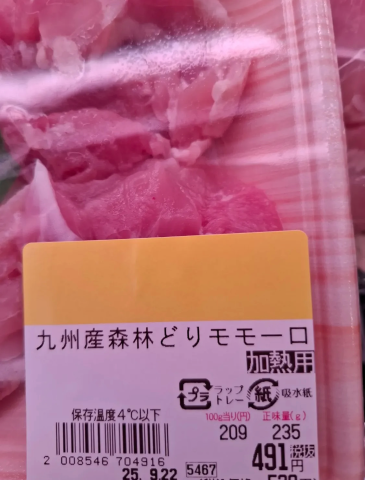 九州産森林どりモモ一口
加熱用
プラ ラップ トレー 紙 吸水紙
保存温度4℃以下 100g当り(円) 正味量(g)
209 235
2 008546 704916
491円 税抜
25. 9.22 5467